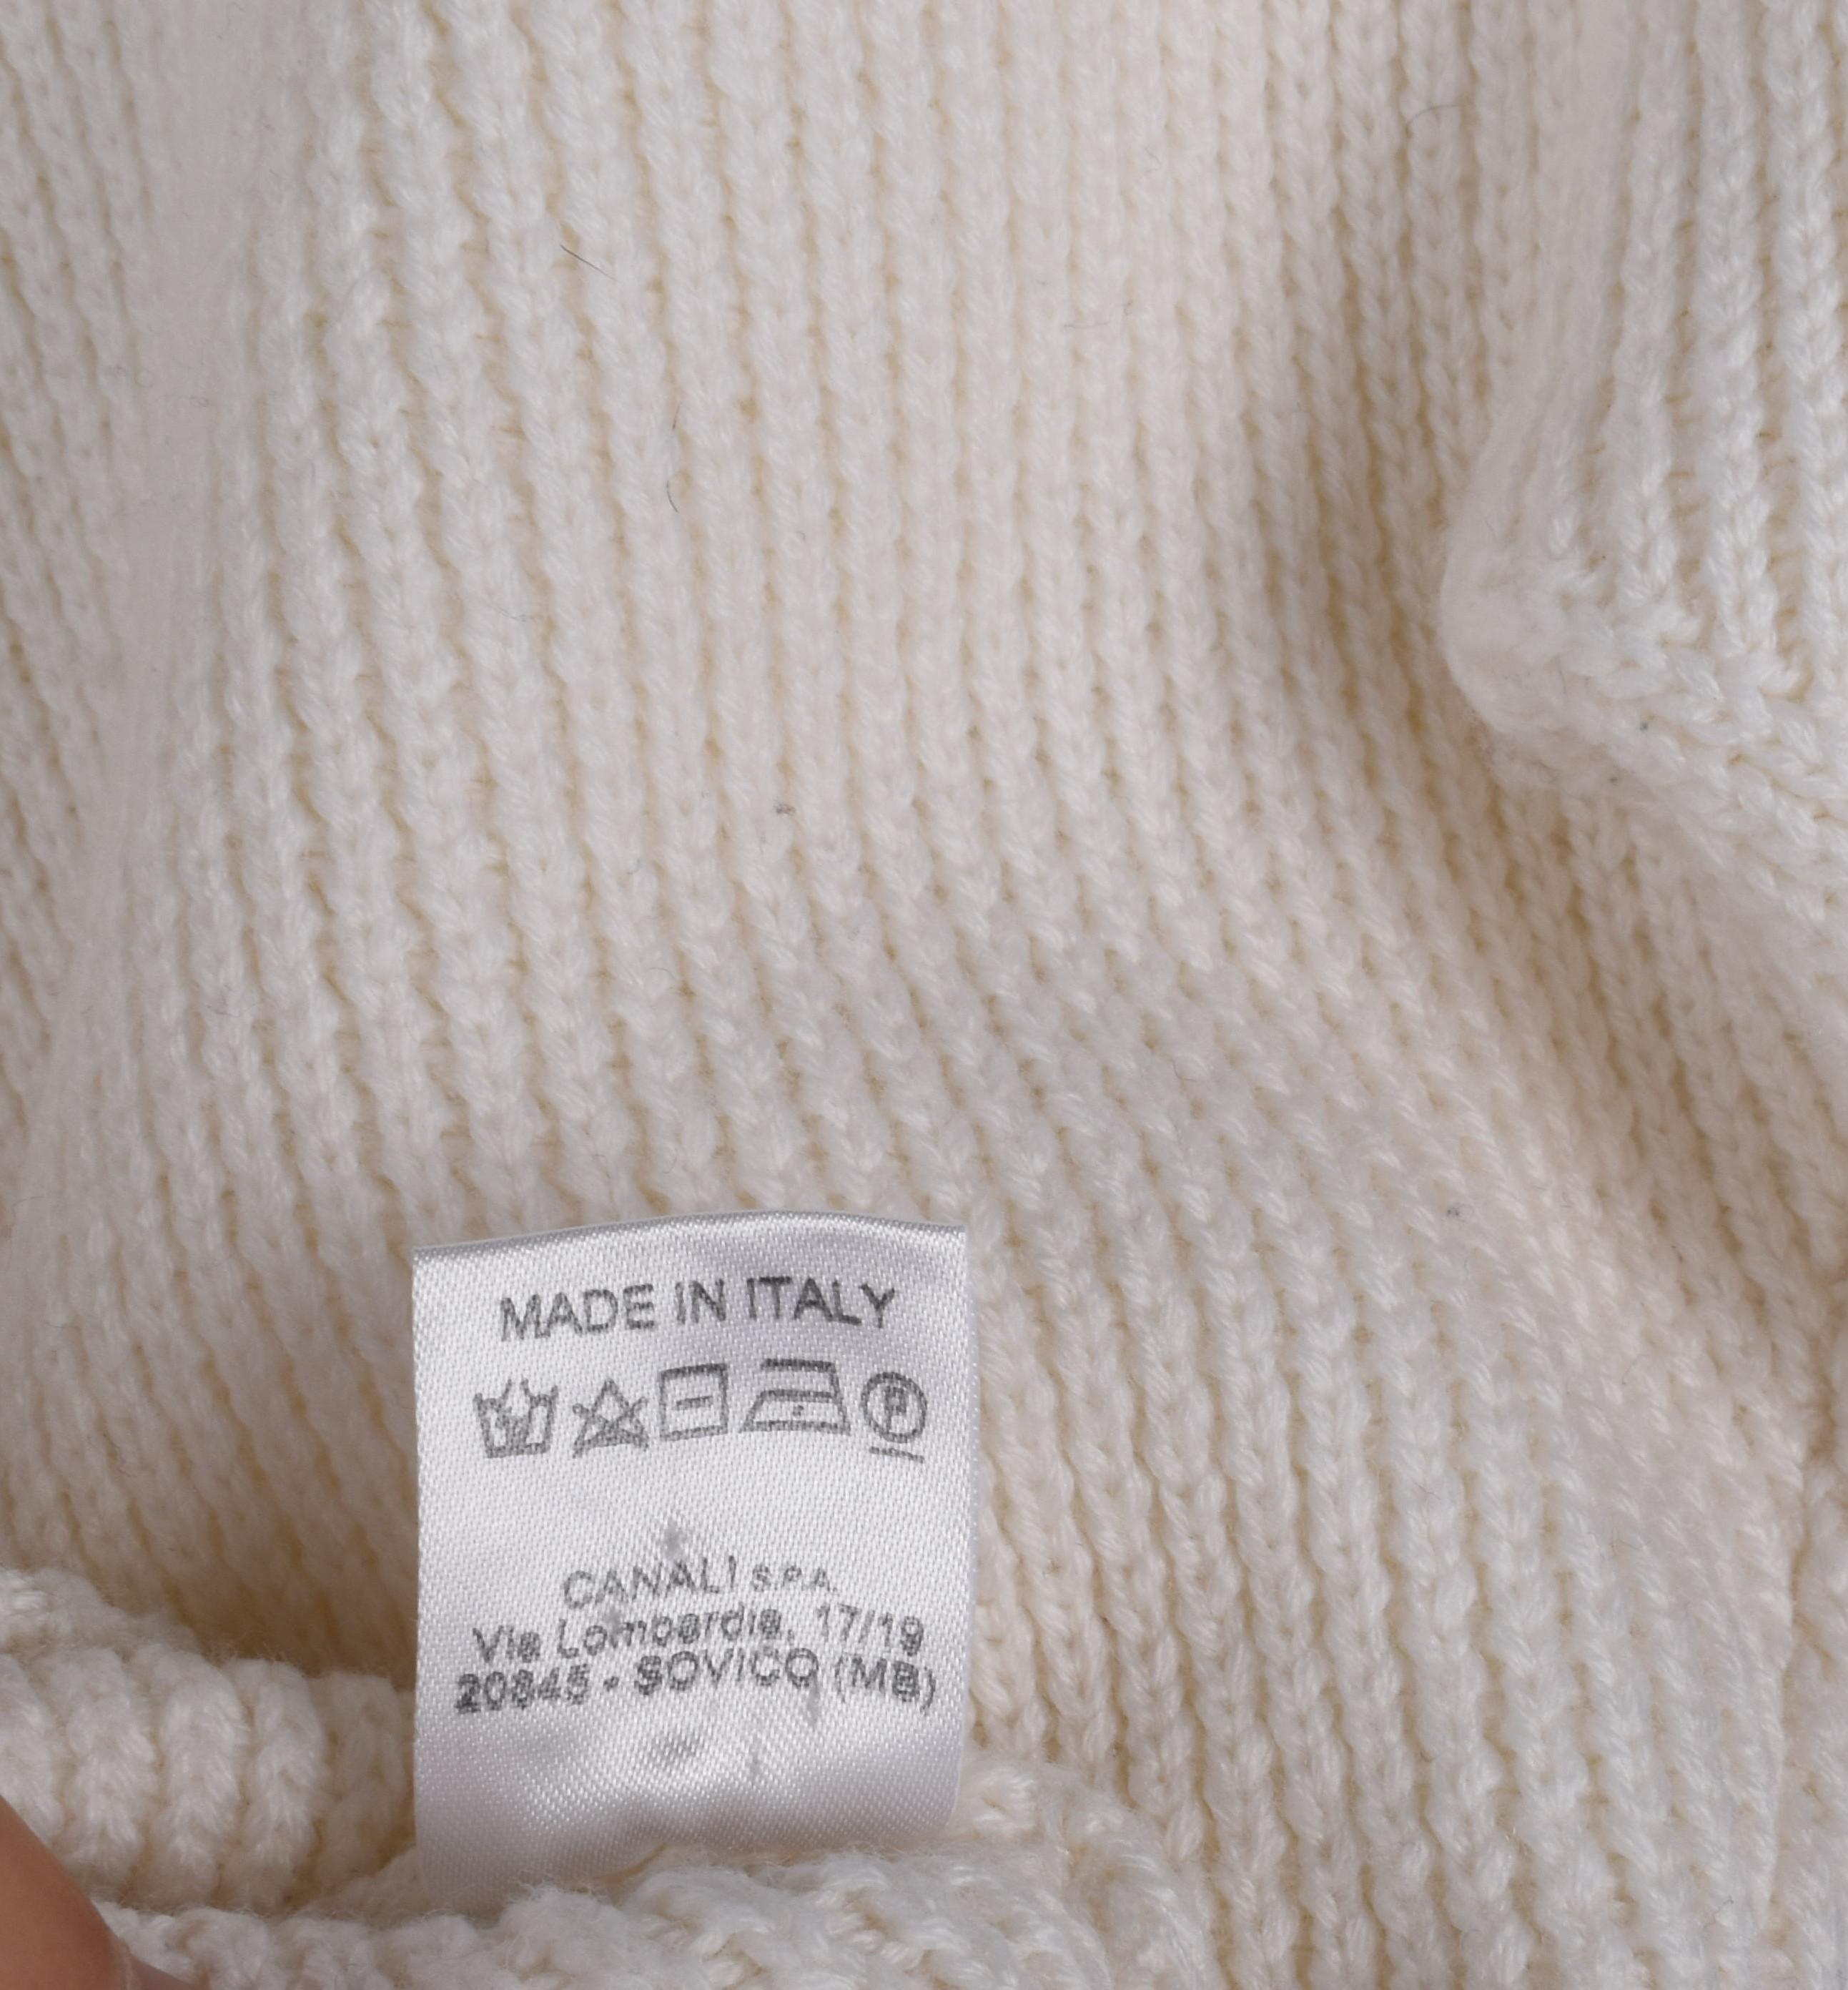 MADE IN ITALY
P
CANALI S.P.A.
Via Lombardia, 17/19
20845 - SOVICO (MB)